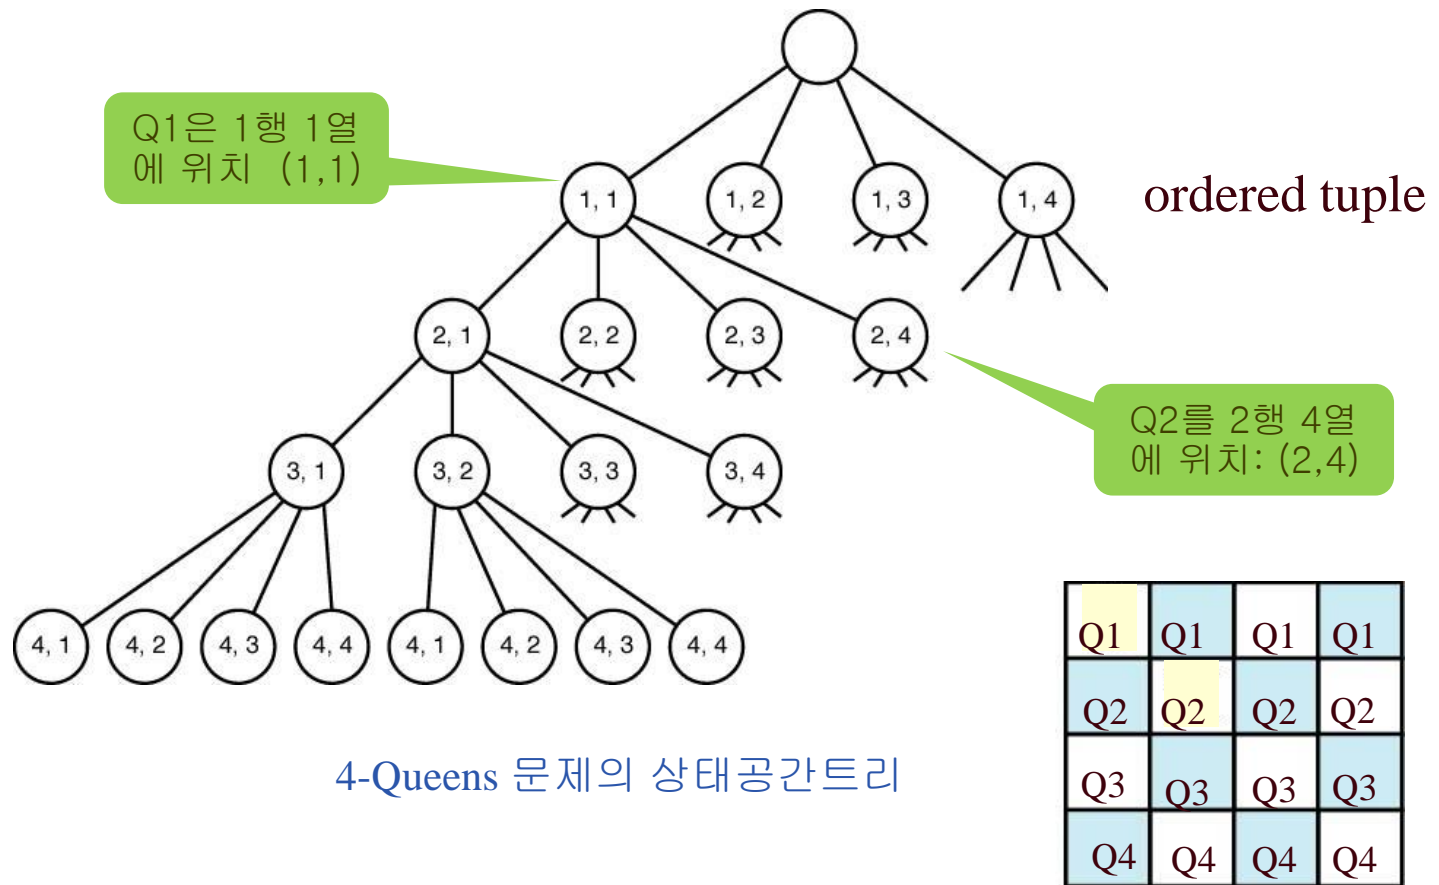 Q1은 1행 1열
에 위치 (1,1)
1, 1
1, 2
1, 3
1, 4
ordered tuple
2, 1
2, 2
2, 3
2, 4
Q2를 2행 4열
에 위치: (2,4)
3, 1
3, 2
3, 3
3, 4
4, 1
4, 2
4, 3
4, 4
4, 1
4, 2
4, 3
4, 4
4-Queens 문제의 상태공간트리
Q1 Q1 Q1 Q1
Q2 Q2 Q2 Q2
Q3 Q3 Q3 Q3
Q4 Q4 Q4 Q4